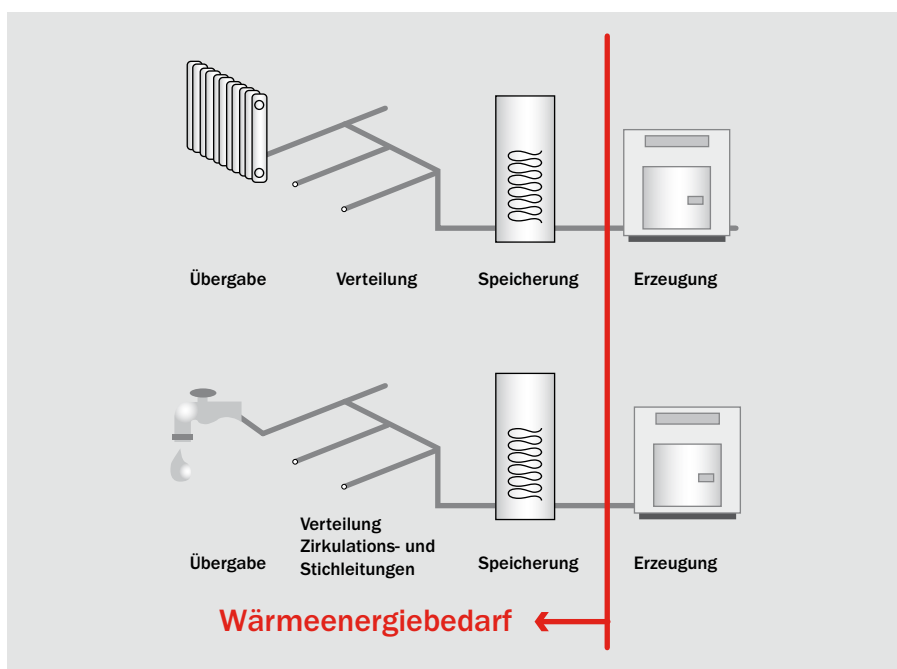 Übergabe
Verteilung
Speicherung
Erzeugung
Übergabe
Verteilung
Zirkulations- und
Stichleitungen
Speicherung
Erzeugung
Wärmeenergiebedarf